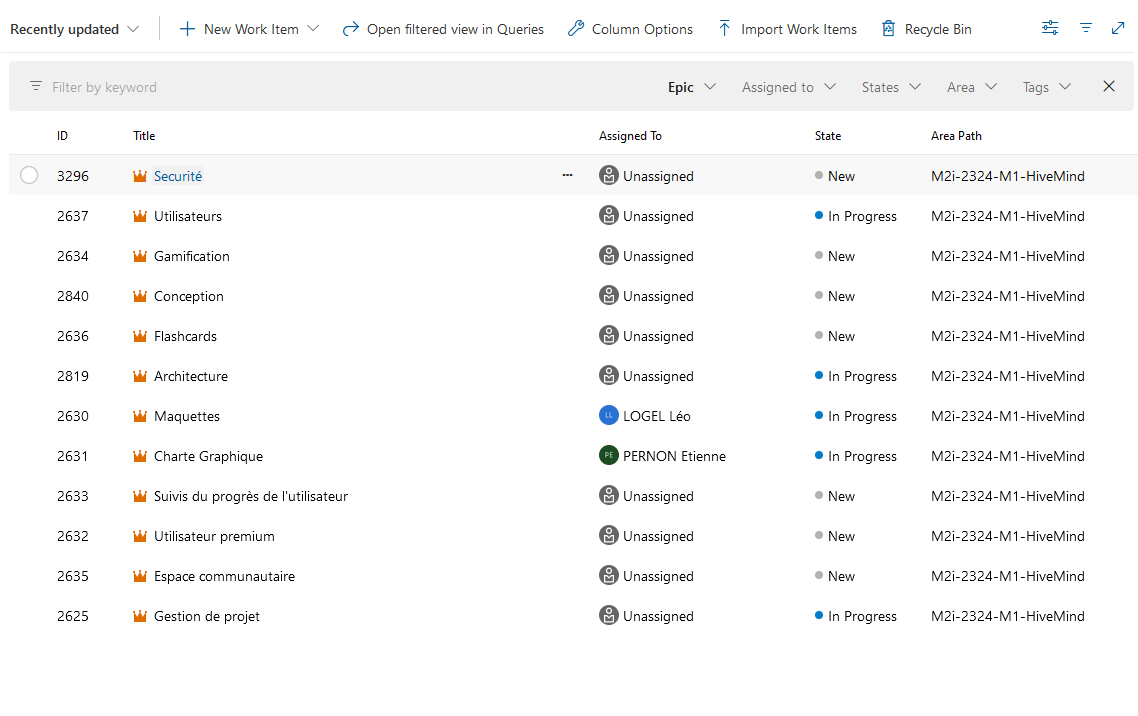 Recently updated New Work Item Open filtered view in Queries Column Options Import Work Items Recycle Bin
Filter by keyword Epic Assigned to States Area Tags
ID Title Assigned To State Area Path
3296 Securité ... Unassigned New M2i-2324-M1-HiveMind
2637 Utilisateurs Unassigned In Progress M2i-2324-M1-HiveMind
2634 Gamification Unassigned New M2i-2324-M1-HiveMind
2840 Conception Unassigned New M2i-2324-M1-HiveMind
2636 Flashcards Unassigned New M2i-2324-M1-HiveMind
2819 Architecture Unassigned In Progress M2i-2324-M1-HiveMind
2630 Maquettes LL LOGEL Léo In Progress M2i-2324-M1-HiveMind
2631 Charte Graphique PE PERNON Etienne In Progress M2i-2324-M1-HiveMind
2633 Suivis du progrès de l'utilisateur Unassigned New M2i-2324-M1-HiveMind
2632 Utilisateur premium Unassigned New M2i-2324-M1-HiveMind
2635 Espace communautaire Unassigned New M2i-2324-M1-HiveMind
2625 Gestion de projet Unassigned In Progress M2i-2324-M1-HiveMind